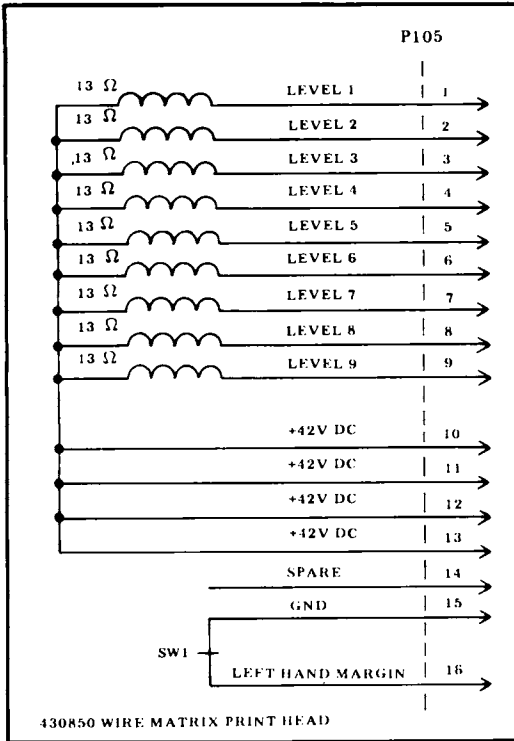 P105
13 Ω LEVEL 1 1
13 Ω LEVEL 2 2
13 Ω LEVEL 3 3
13 Ω LEVEL 4 4
13 Ω LEVEL 5 5
13 Ω LEVEL 6 6
13 Ω LEVEL 7 7
13 Ω LEVEL 8 8
13 Ω LEVEL 9 9
+42V DC 10
+42V DC 11
+42V DC 12
+42V DC 13
SPARE 14
GND 15
SW1
LEFT HAND MARGIN 16
430850 WIRE MATRIX PRINT HEAD